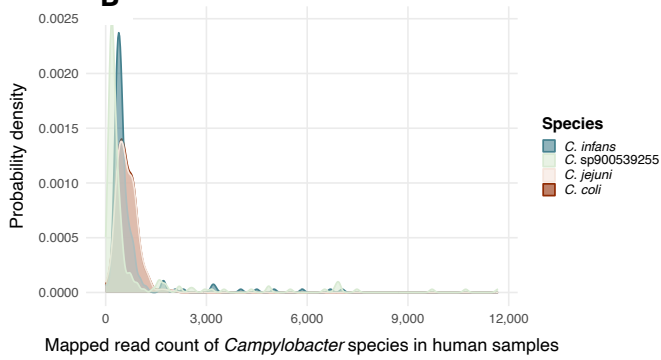 B
0.0025
0.0020
0.0015
0.0010
0.0005
0.0000
Probability density
0 3,000 6,000 9,000 12,000
Mapped read count of Campylobacter species in human samples
Species
C. infans
C. sp900539255
C. jejuni
C. coli